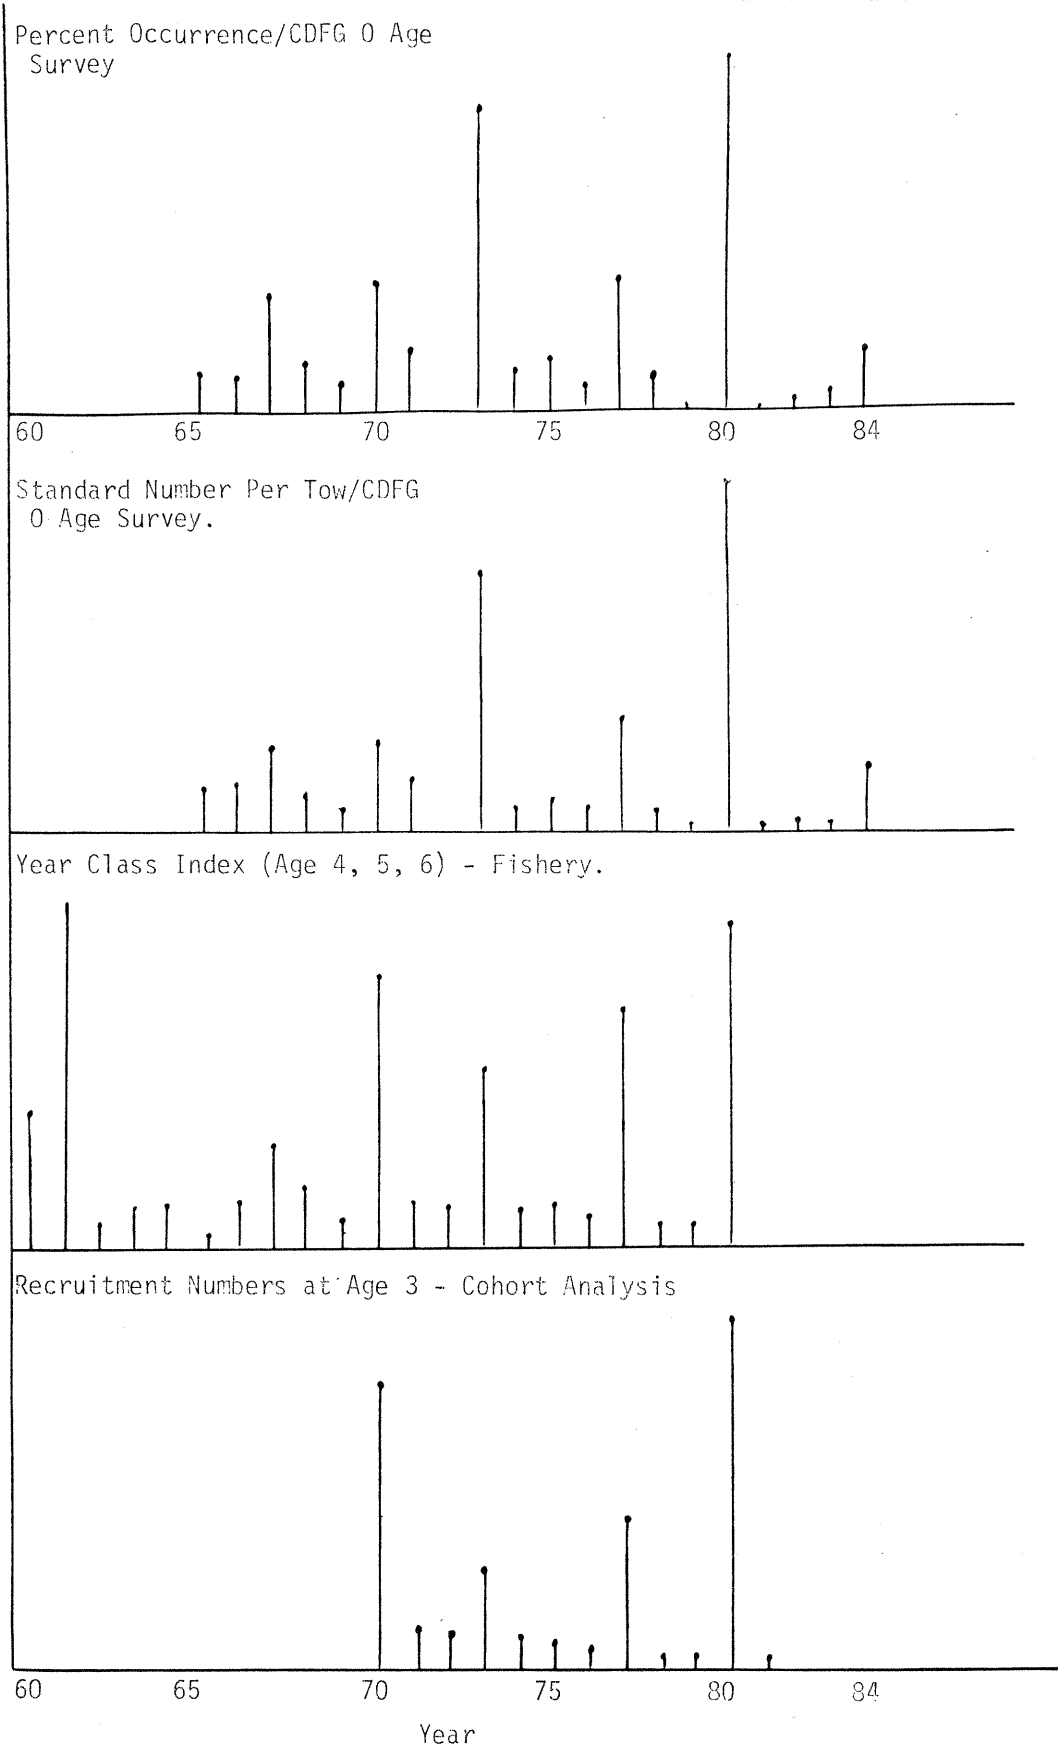 Percent Occurrence/CDFG 0 Age
Survey
60 65 70 75 80 84
Standard Number Per Tow/CDFG
0 Age Survey.
Year Class Index (Age 4, 5, 6) - Fishery.
Recruitment Numbers at Age 3 - Cohort Analysis
60 65 70 75 80 84
Year